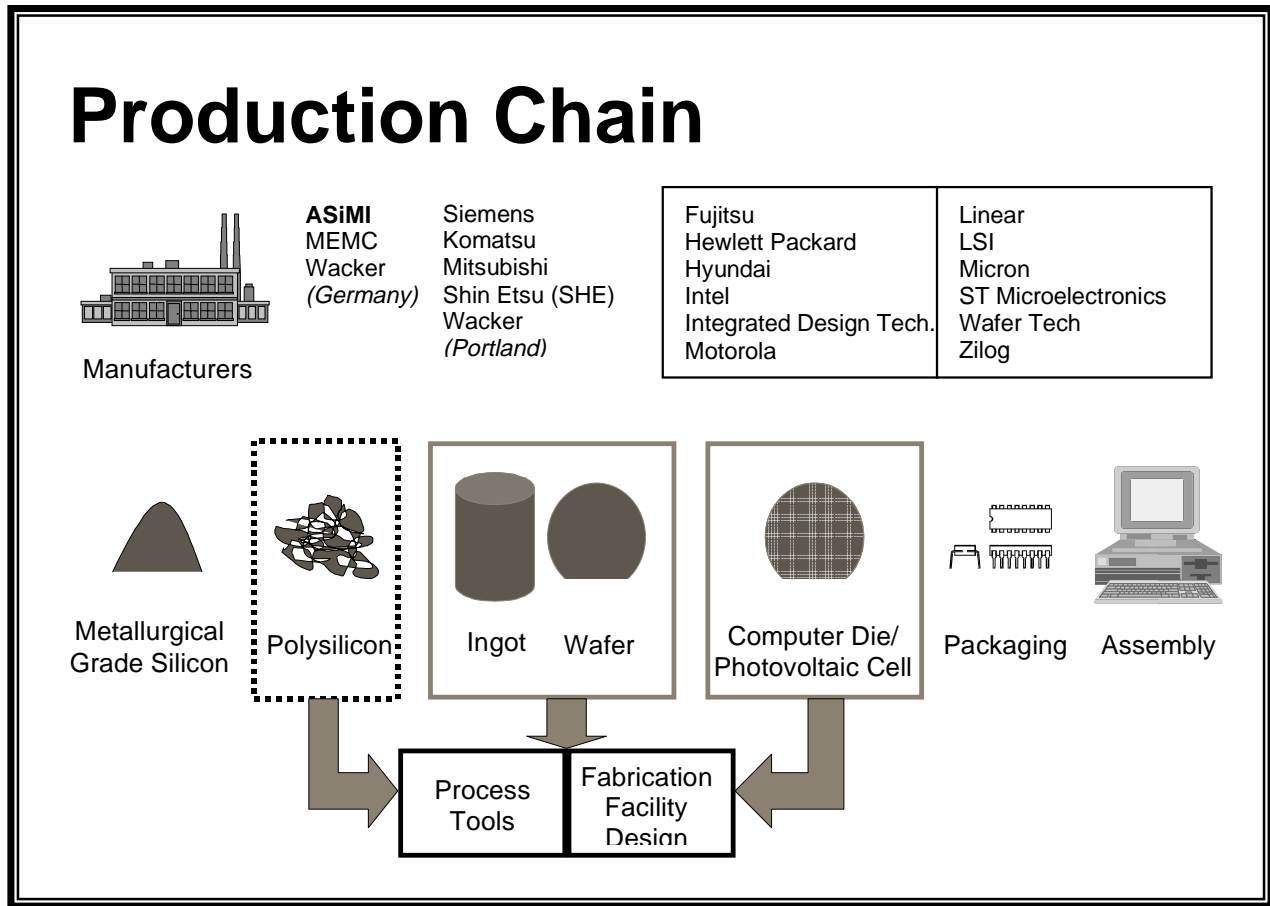 Production Chain
ASiMI
MEMC
Wacker
(Germany)
Siemens
Komatsu
Mitsubishi
Shin Etsu (SHE)
Wacker
(Portland)
Fujitsu
Hewlett Packard
Hyundai
Intel
Integrated Design Tech.
Motorola
Linear
LSI
Micron
ST Microelectronics
Wafer Tech
Zilog
Manufacturers
Metallurgical
Grade Silicon
Polysilicon
Ingot
Wafer
Computer Die/
Photovoltaic Cell
Packaging
Assembly
Process
Tools
Fabrication
Facility
Design